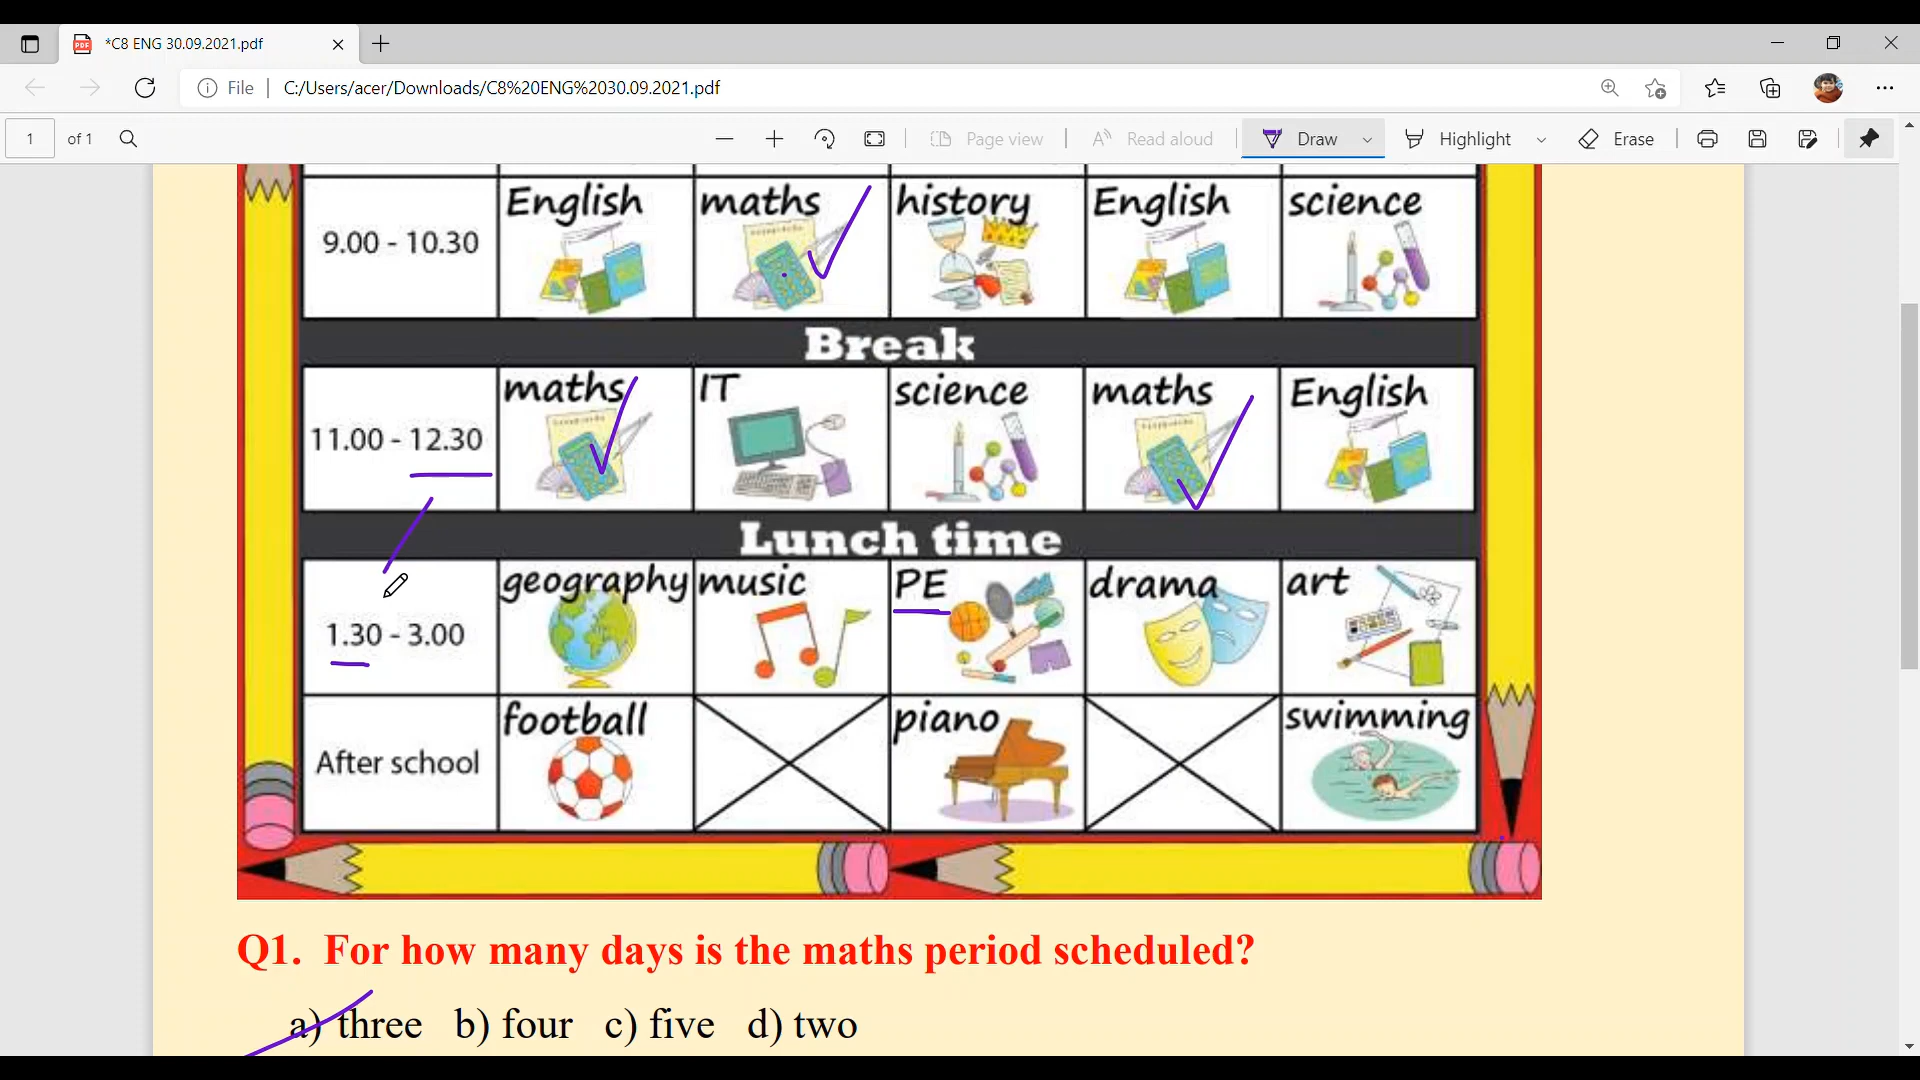 *C8 ENG 30.09.2021.pdf
File C:/Users/acer/Downloads/C8%20ENG%2030.09.2021.pdf
1 of 1 Page view Read aloud Draw Highlight Erase
9.00 - 10.30 English maths history English science
Break
11.00 - 12.30 maths IT science maths English
Lunch time
1.30 - 3.00 geography music PE drama art
After school football piano swimming
Q1. For how many days is the maths period scheduled?
a) three b) four c) five d) two